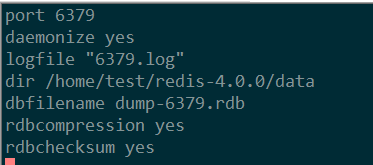 port 6379
daemonize yes
logfile "6379.log"
dir /home/test/redis-4.0.0/data
dbfilename dump-6379.rdb
rdbcompression yes
rdbchecksum yes